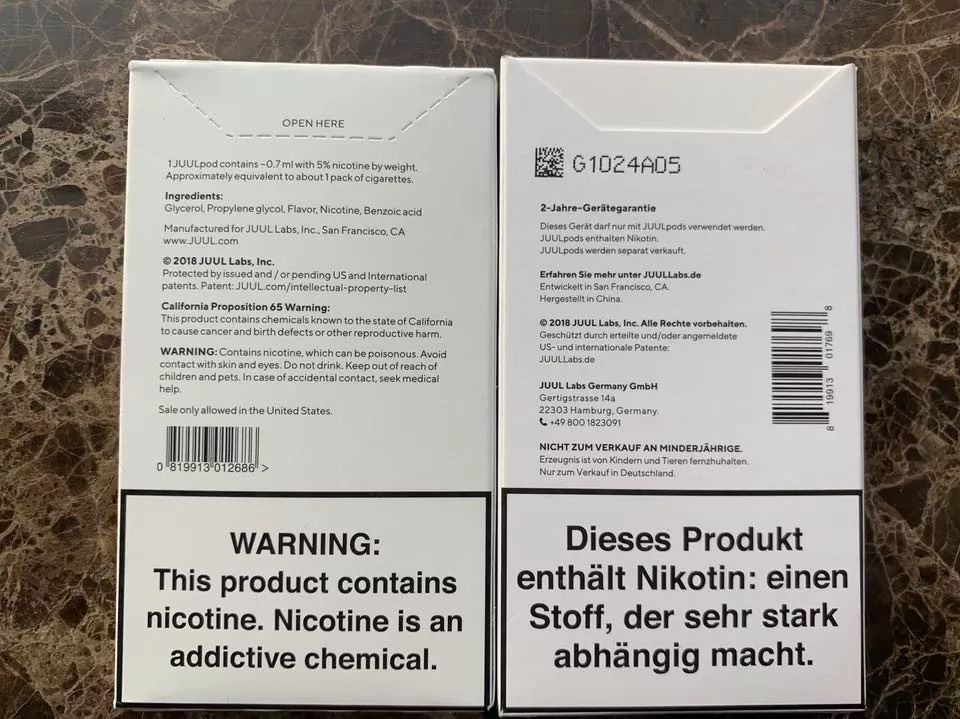 OPEN HERE
1 JUULpod contains ~0.7 ml with 5% nicotine by weight.
Approximately equivalent to about 1 pack of cigarettes.
Ingredients:
Glycerol, Propylene glycol, Flavor, Nicotine, Benzoic acid
Manufactured for JUUL Labs, Inc., San Francisco, CA
www.JUUL.com
© 2018 JUUL Labs, Inc.
Protected by issued and / or pending US and International
patents. Patent: JUUL.com/intellectual-property-list
California Proposition 65 Warning:
This product contains chemicals known to the state of California
to cause cancer and birth defects or other reproductive harm.
WARNING: Contains nicotine, which can be poisonous. Avoid
contact with skin and eyes. Do not drink. Keep out of reach of
children and pets. In case of accidental contact, seek medical
help.
Sale only allowed in the United States.
0 819913 012686 >
WARNING:
This product contains
nicotine. Nicotine is an
addictive chemical.
G1024A05
2-Jahre-Gerätegarantie
Dieses Gerät darf nur mit JUULpods verwendet werden.
JUULpods enthalten Nikotin.
JUULpods werden separat verkauft.
Erfahren Sie mehr unter JUULLabs.de
Entwickelt in San Francisco, CA.
Hergestellt in China.
© 2018 JUUL Labs, Inc. Alle Rechte vorbehalten.
Geschützt durch erteilte und/oder angemeldete
US- und internationale Patente:
JUULLabs.de
JUUL Labs Germany GmbH
Gertigstrasse 14a
22303 Hamburg, Germany.
+49 800 1823091
NICHT ZUM VERKAUF AN MINDERJÄHRIGE.
Erzeugnis ist von Kindern und Tieren fernzuhalten.
Nur zum Verkauf in Deutschland.
8 19913 01769 8
Dieses Produkt
enthält Nikotin: einen
Stoff, der sehr stark
abhängig macht.